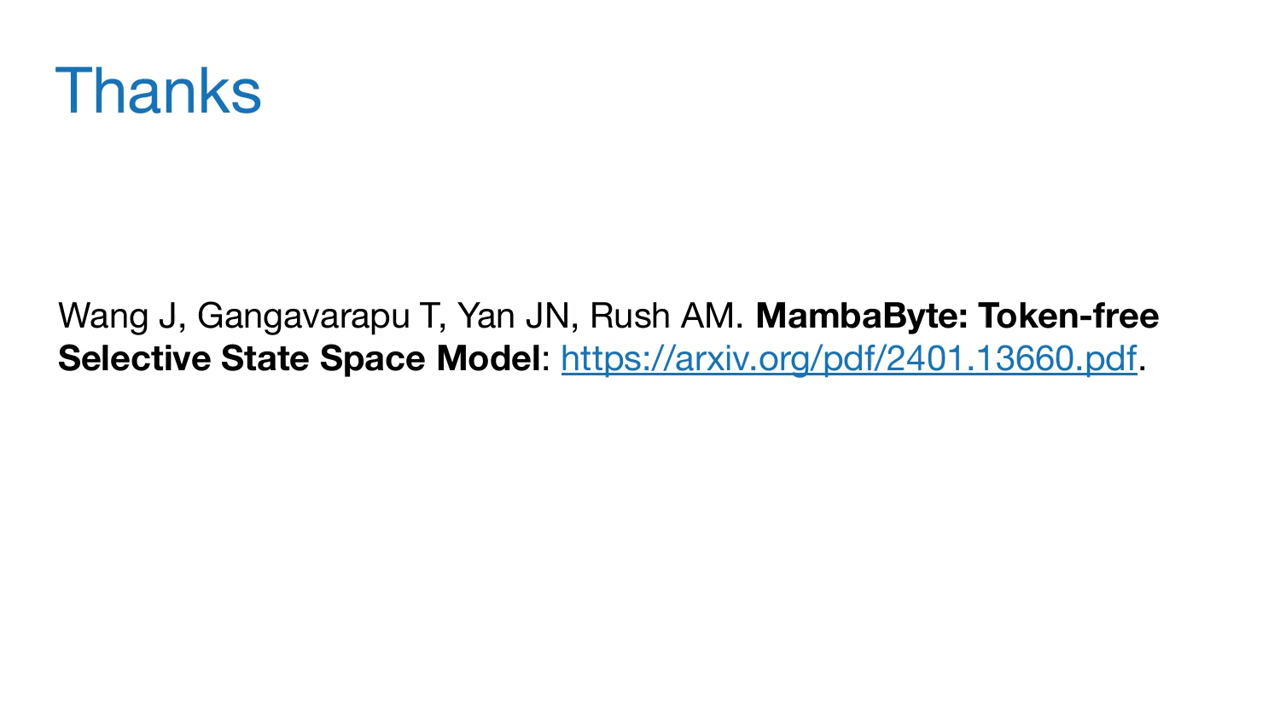 Thanks
Wang J, Gangavarapu T, Yan JN, Rush AM. MambaByte: Token-free
Selective State Space Model: https://arxiv.org/pdf/2401.13660.pdf.